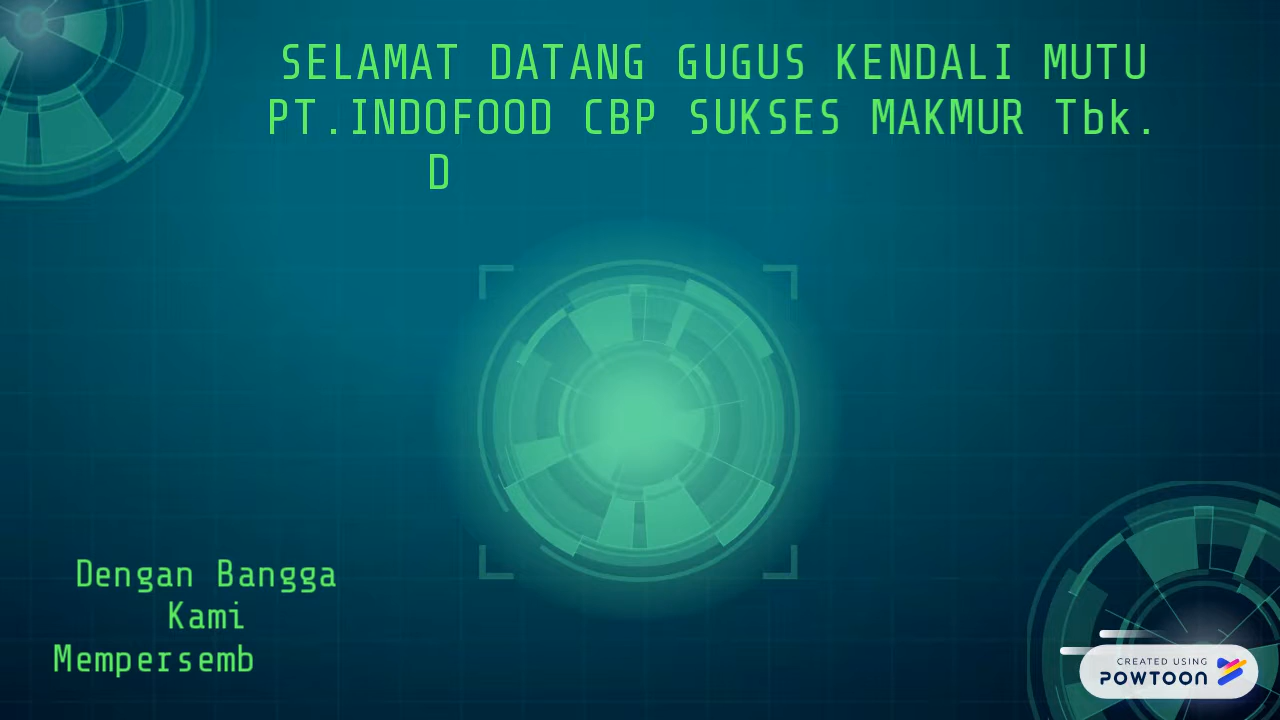 SELAMAT DATANG GUGUS KENDALI MUTU
PT.INDOFOOD CBP SUKSES MAKMUR Tbk.
D
Dengan Bangga
Kami
Mempersemb
CREATED USING
POWTOON